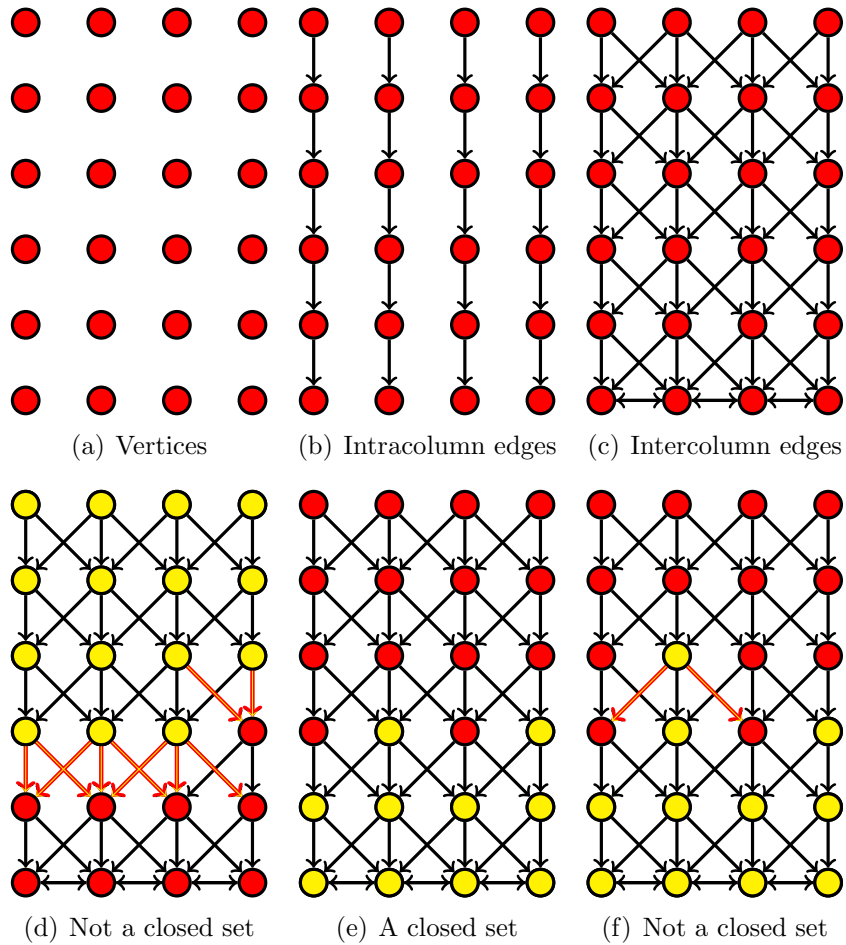 (a) Vertices
(b) Intracolumn edges
(c) Intercolumn edges
(d) Not a closed set
(e) A closed set
(f) Not a closed set